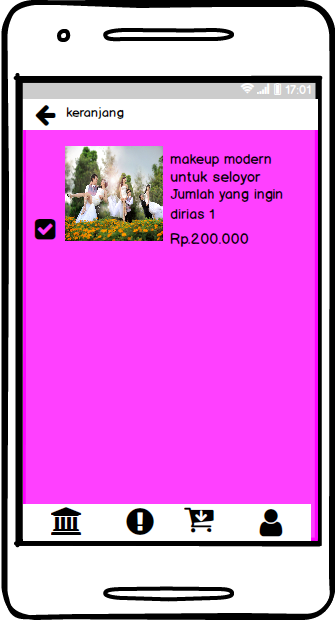 17:01
keranjang
makeup modern
untuk seloyor
Jumlah yang ingin
dirias 1
Rp.200.000